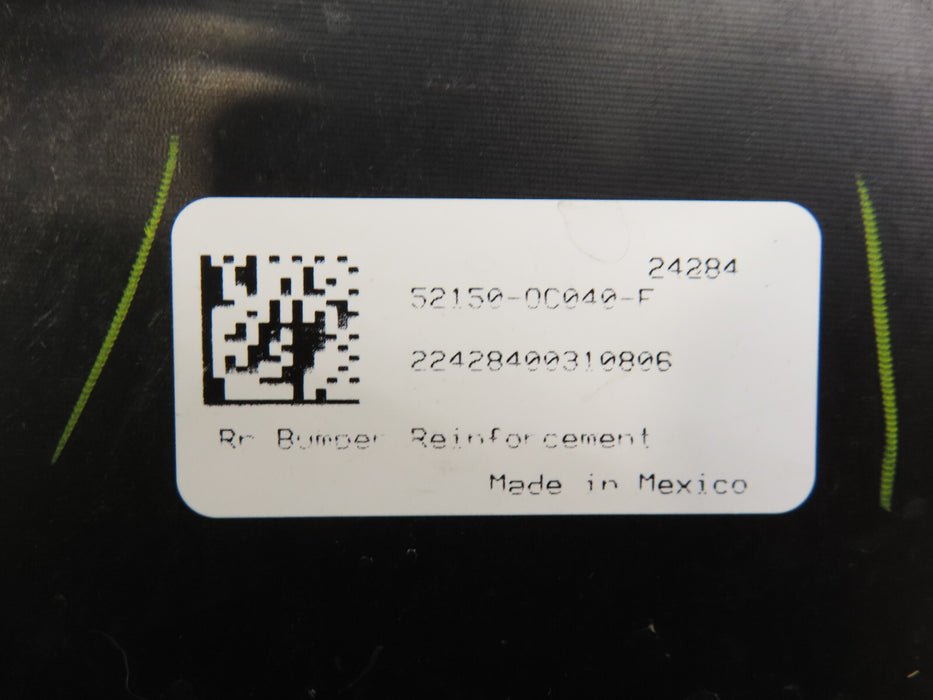 24284
52150-0C040-F
22428400310806
Rr Bumper Reinforcement
Made in Mexico